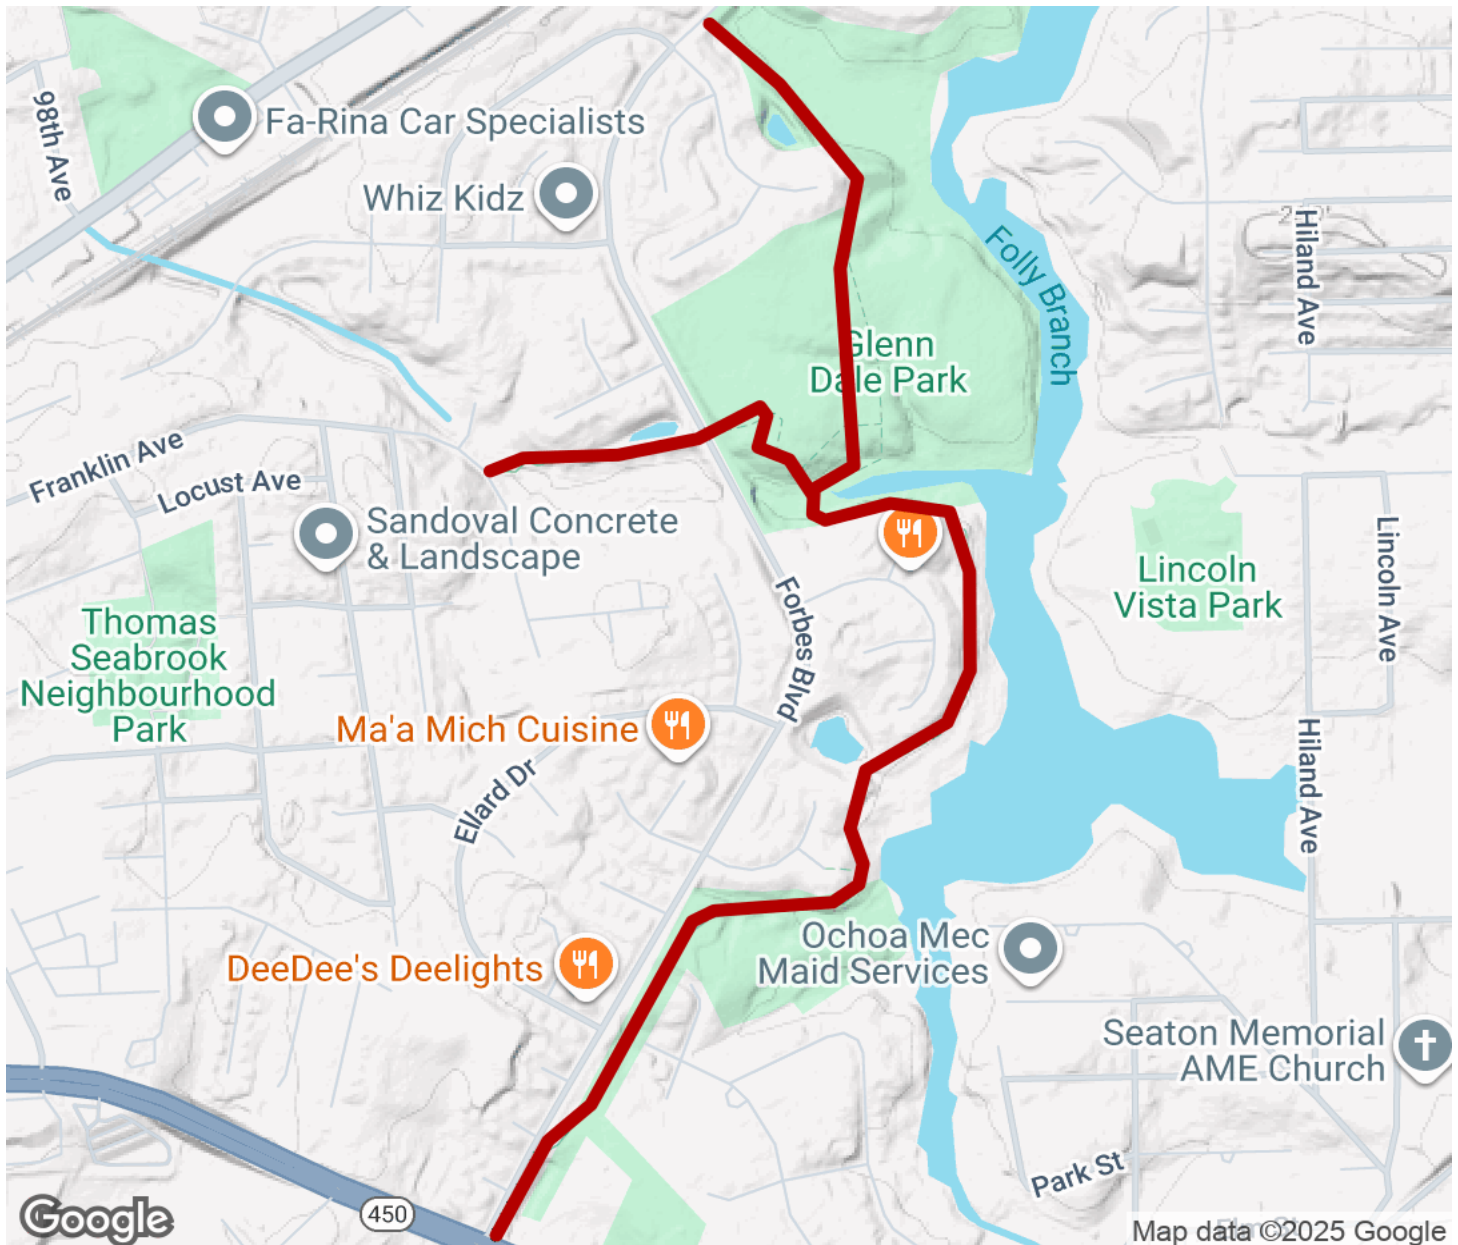 98th Ave
Fa-Rina Car Specialists
Whiz Kidz
Hiland Ave
Folly Branch
Glenn
Dale Park
Franklin Ave
Locust Ave
Sandoval Concrete
& Landscape
Lincoln Ave
Lincoln
Vista Park
Forbes Blvd
Thomas
Seabrook
Neighbourhood
Park
Ma'a Mich Cuisine
Hiland Ave
Ellard Dr
DeeDee's Deelights
Ochoa Mec
Maid Services
Seaton Memorial
AME Church
Park St
450
Google
Map data ©2025 Google